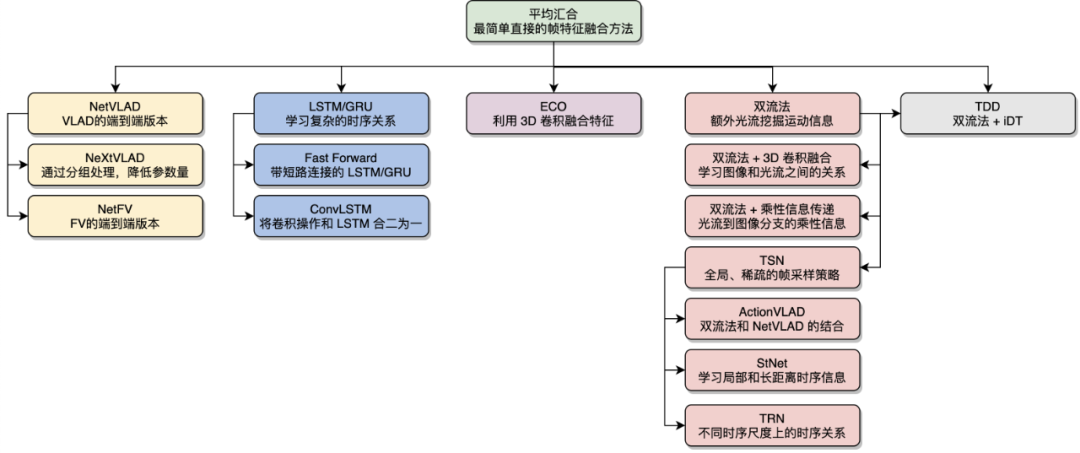 平均汇合
最简单直接的帧特征融合方法
NetVLAD
VLAD的端到端版本
NeXtVLAD
通过分组处理，降低参数量
NetFV
FV的端到端版本
LSTM/GRU
学习复杂的时序关系
Fast Forward
带短路连接的 LSTM/GRU
ConvLSTM
将卷积操作和 LSTM 合二为一
ECO
利用 3D 卷积融合特征
双流法
额外光流挖掘运动信息
双流法 + 3D 卷积融合
学习图像和光流之间的关系
双流法 + 乘性信息传递
光流到图像分支的乘性信息
TSN
全局、稀疏的帧采样策略
ActionVLAD
双流法和 NetVLAD 的结合
StNet
学习局部和长距离时序信息
TRN
不同时序尺度上的时序关系
TDD
双流法 + iDT